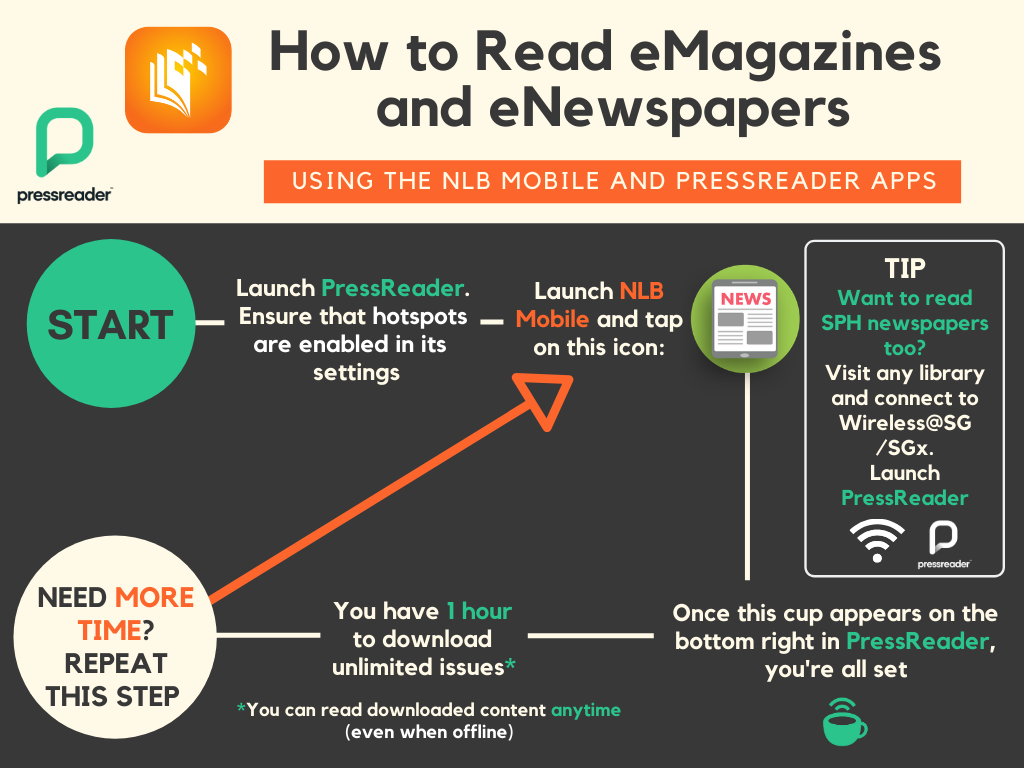 How to Read eMagazines
and eNewspapers
pressreader™
USING THE NLB MOBILE AND PRESSREADER APPS
START
Launch PressReader.
Ensure that hotspots
are enabled in its
settings
Launch NLB
Mobile and tap
on this icon:
NEWS
TIP
Want to read
SPH newspapers
too?
Visit any library
and connect to
Wireless@SG
/SGx.
Launch
PressReader
pressreader™
Once this cup appears on the
bottom right in PressReader,
you're all set
You have 1 hour
to download
unlimited issues*
*You can read downloaded content anytime
(even when offline)
NEED MORE
TIME?
REPEAT
THIS STEP